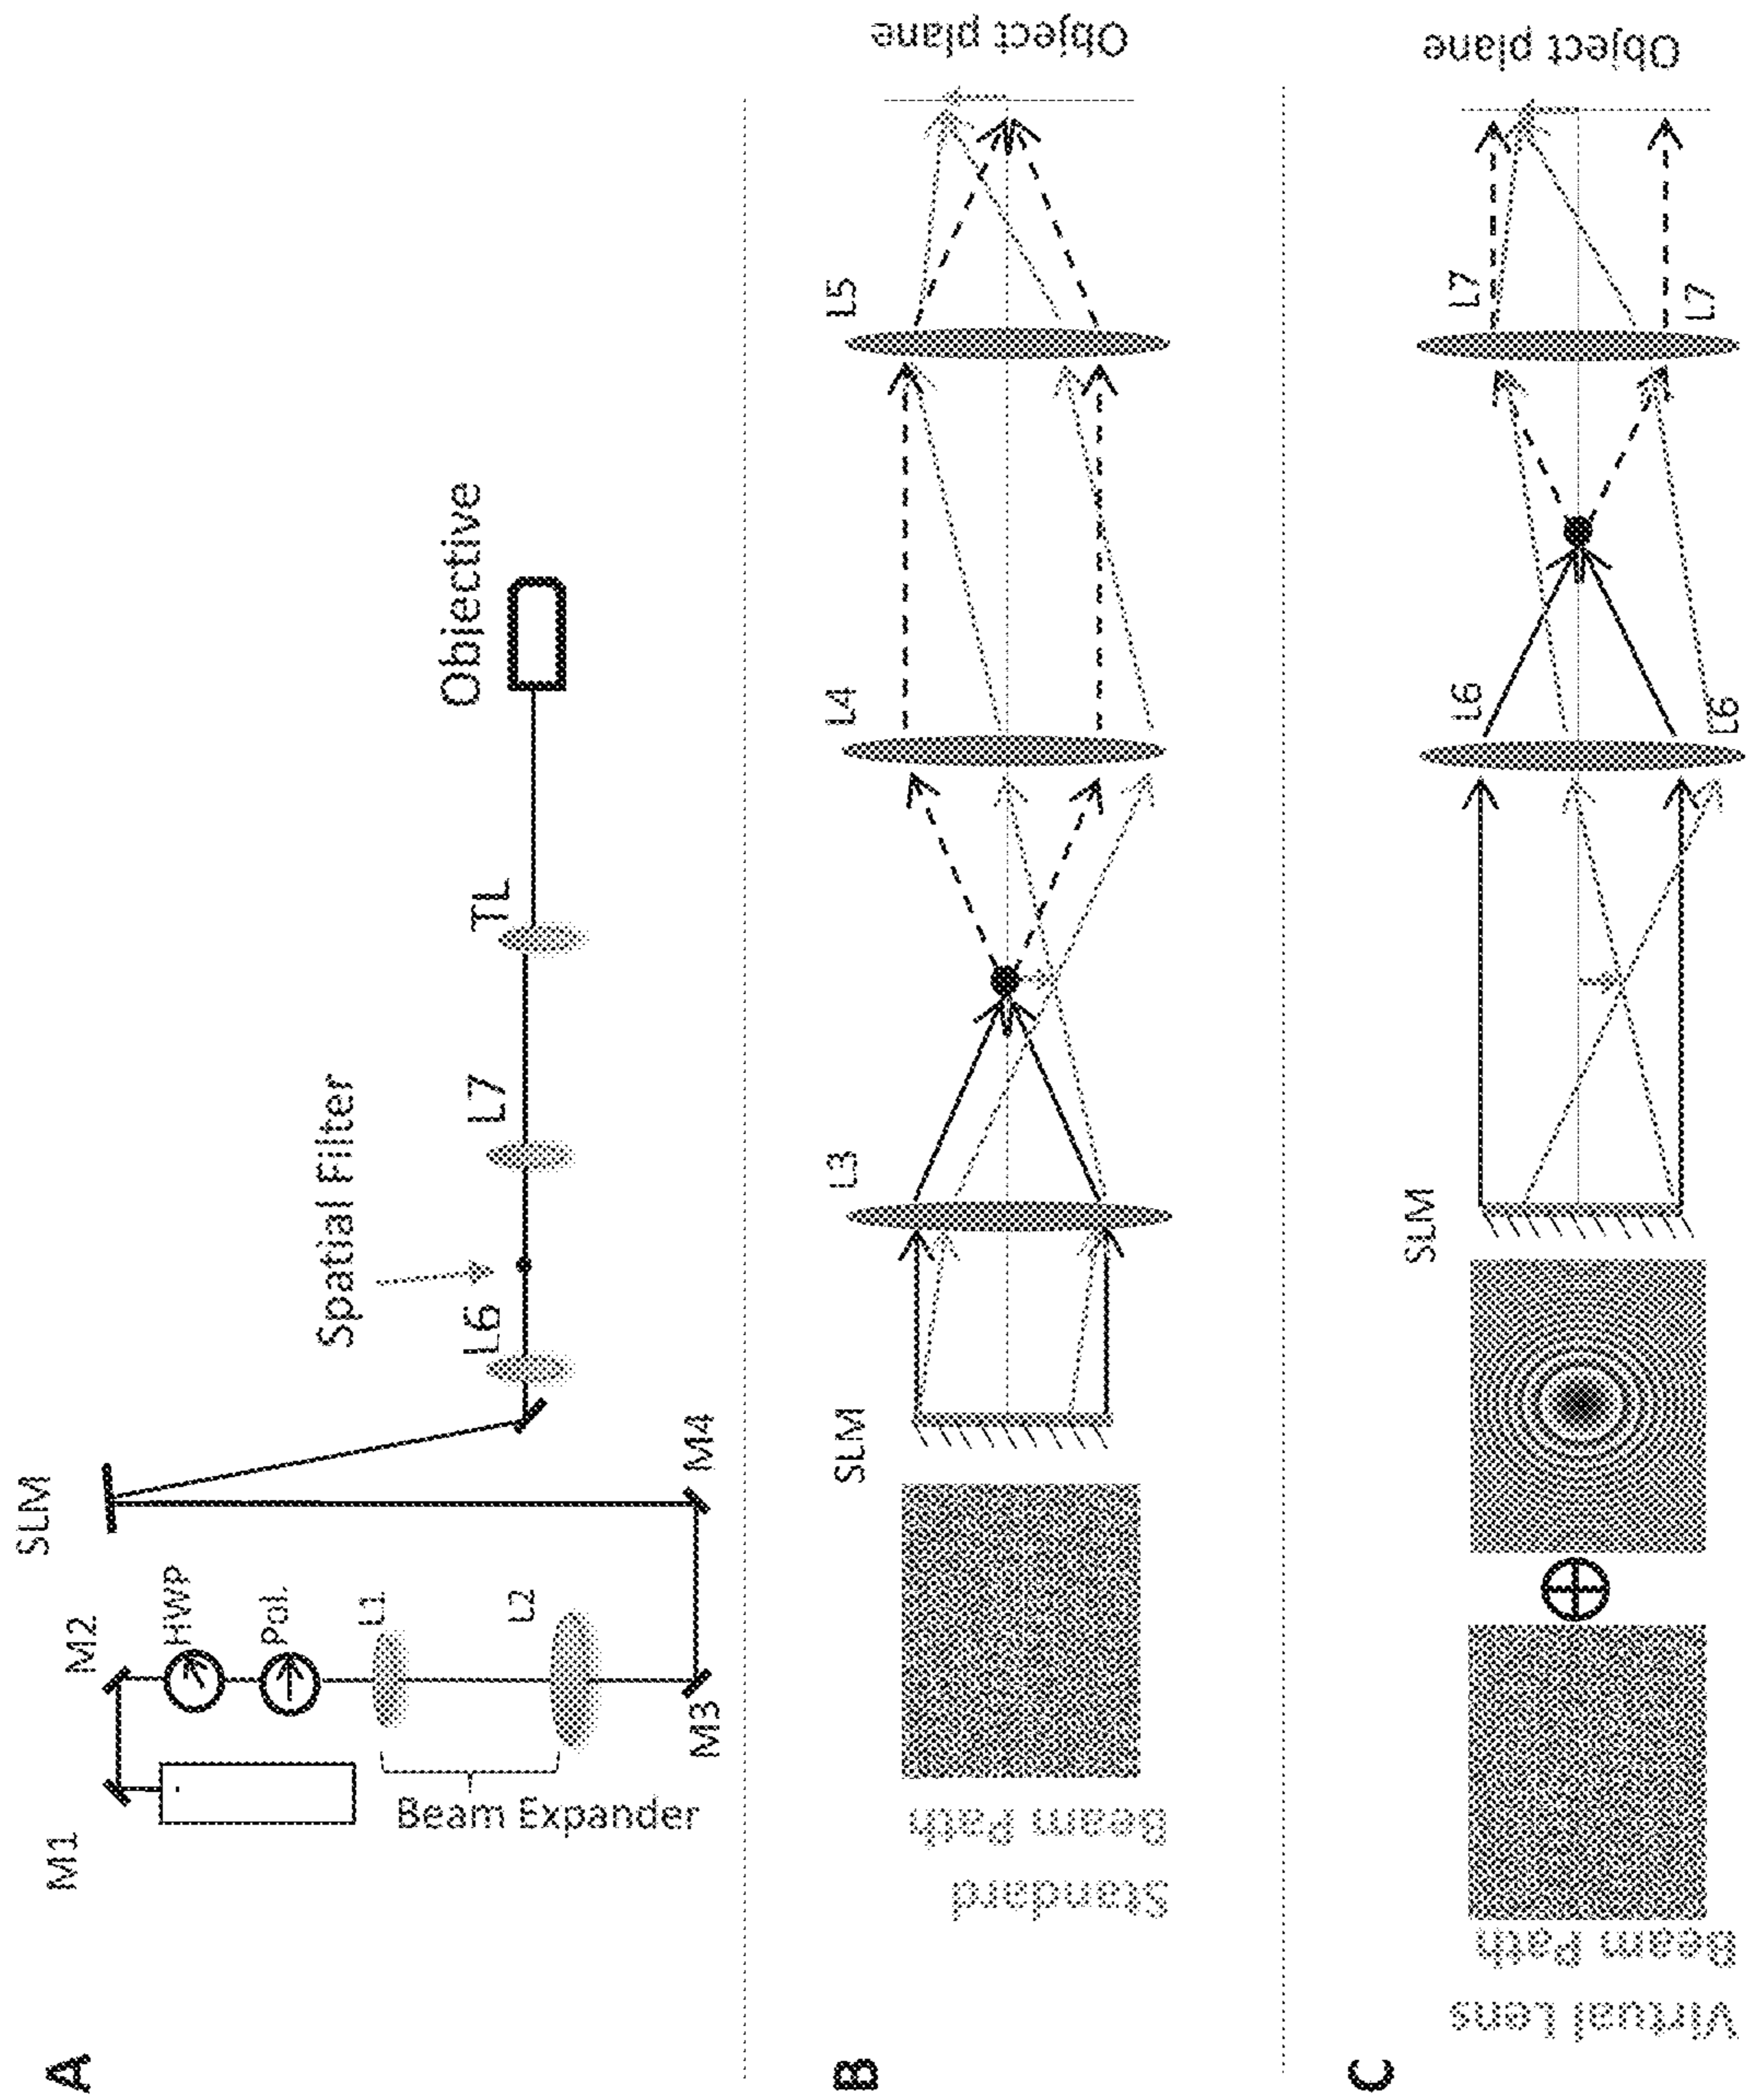 A
M1
M2
SLM
HWP
Pol.
L1
L2
Beam Expander
M3
M4
L6
Spatial Filter
L7
TL
Objective
B
Standard
Beam Path
SLM
L3
L4
L5
Object plane
C
Virtual Lens
Beam Path
SLM
L6
L6
L7
L7
Object plane